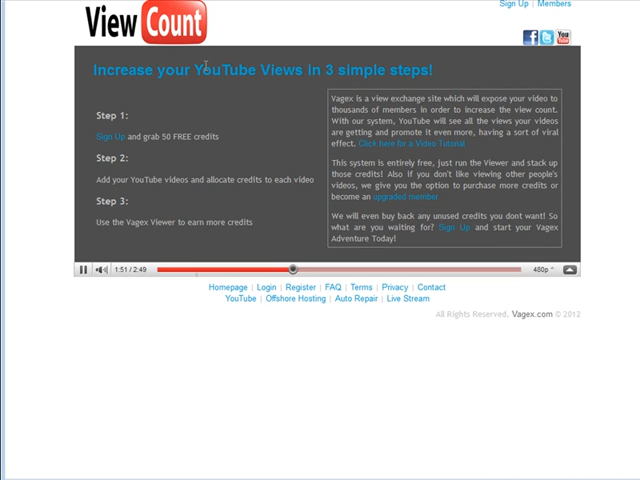 Sign Up | Members
View Count
You
Increase your YouTube Views in 3 simple steps!
Step 1:
Sign Up and grab 50 FREE credits
Step 2:
Add your YouTube videos and allocate credits to each video
Step 3:
Use the Vagex Viewer to earn more credits
Vagex is a view exchange site which will expose your video to
thousands of members in order to increase the view count.
With our system, YouTube will see all the views your videos
are getting and promote it even more, having a sort of viral
effect. Click here for a Video Tutorial
This system is entirely free, just run the Viewer and stack up
those credits! Also if you don't like viewing other people's
videos, we give you the option to purchase more credits or
become an upgraded member
We will even buy back any unused credits you dont want! So
what are you waiting for? Sign Up and start your Vagex
Adventure Today!
1:51 / 2:49 480p
Homepage | Login | Register | FAQ | Terms | Privacy | Contact
YouTube | Offshore Hosting | Auto Repair | Live Stream
All Rights Reserved. Vagex.com © 2012